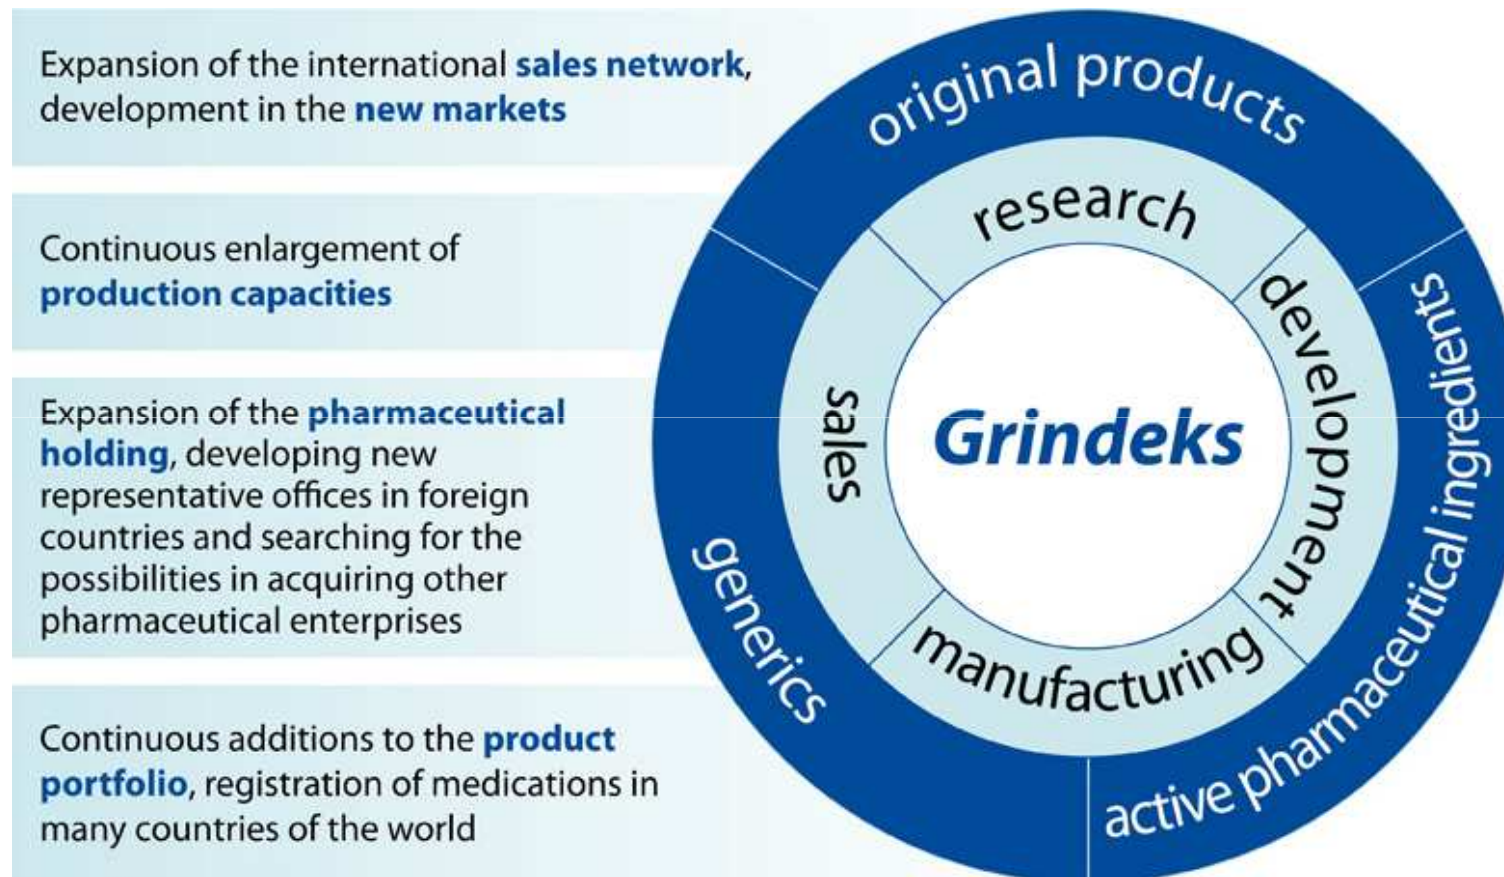 Expansion of the international sales network,
development in the new markets
Continuous enlargement of
production capacities
Expansion of the pharmaceutical
holding, developing new
representative offices in foreign
countries and searching for the
possibilities in acquiring other
pharmaceutical enterprises
Continuous additions to the product
portfolio, registration of medications in
many countries of the world
original products
research
development
active pharmaceutical ingredients
manufacturing
sales
generics
Grindeks